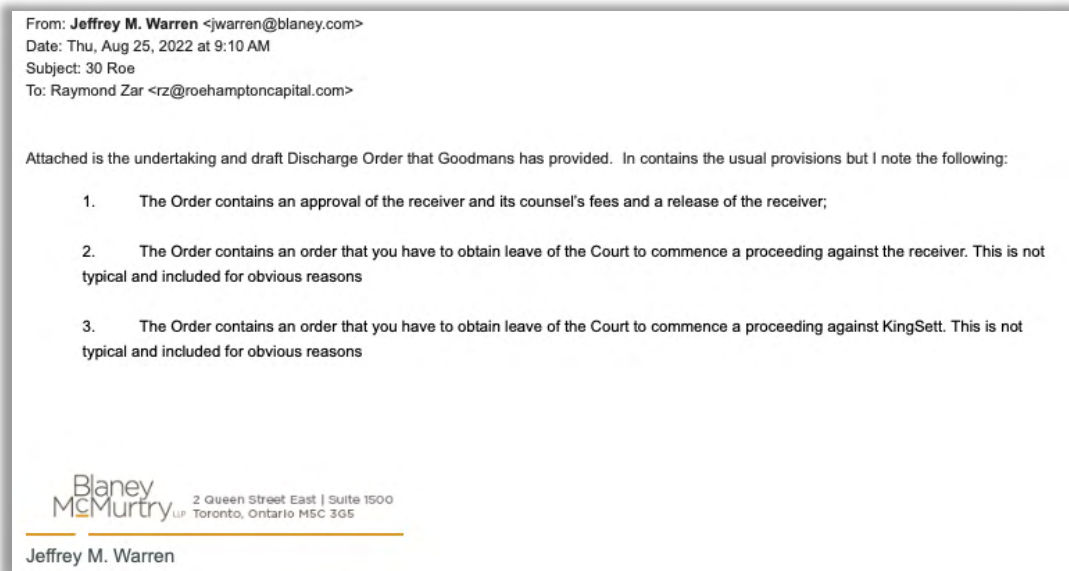 From: Jeffrey M. Warren <jwarren@blaney.com>
Date: Thu, Aug 25, 2022 at 9:10 AM
Subject: 30 Roe
To: Raymond Zar <rz@roehamptoncapital.com>
Attached is the undertaking and draft Discharge Order that Goodmans has provided. In contains the usual provisions but I note the following:
1. The Order contains an approval of the receiver and its counsel's fees and a release of the receiver;
2. The Order contains an order that you have to obtain leave of the Court to commence a proceeding against the receiver. This is not
typical and included for obvious reasons
3. The Order contains an order that you have to obtain leave of the Court to commence a proceeding against KingSett. This is not
typical and included for obvious reasons
Blaney
McMurtry LLP
2 Queen Street East | Suite 1500
Toronto, Ontario M5C 3G5
Jeffrey M. Warren